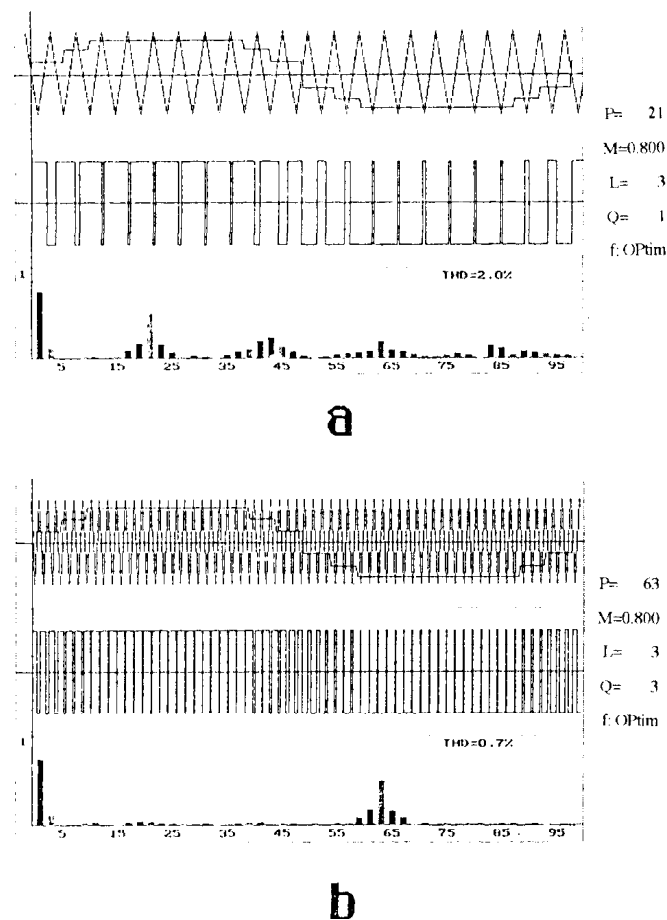 P= 21
M=0.800
L= 3
Q= 1
f: OPtim
1
THD=2.0%
5 15 25 35 45 55 65 75 85 95
a
P= 63
M=0.800
L= 3
Q= 3
f: OPtim
1
THD=0.7%
5 15 25 35 45 55 65 75 85 95
b